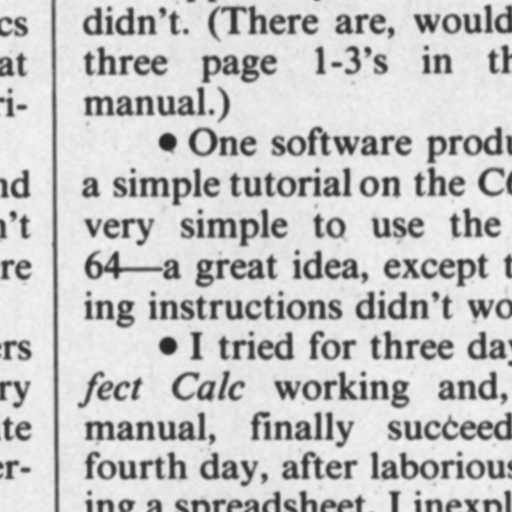 cs
at
ri-
nd
n't
re
ers
ry
te
er-
didn't. (There are, would
three page 1-3's in th
manual.)
• One software produ
a simple tutorial on the C6
very simple to use the
64—a great idea, except t
ing instructions didn't wo
• I tried for three day
fect Calc working and,
manual, finally succeed
fourth day, after laborious
ing a spreadsheet, I inexpl